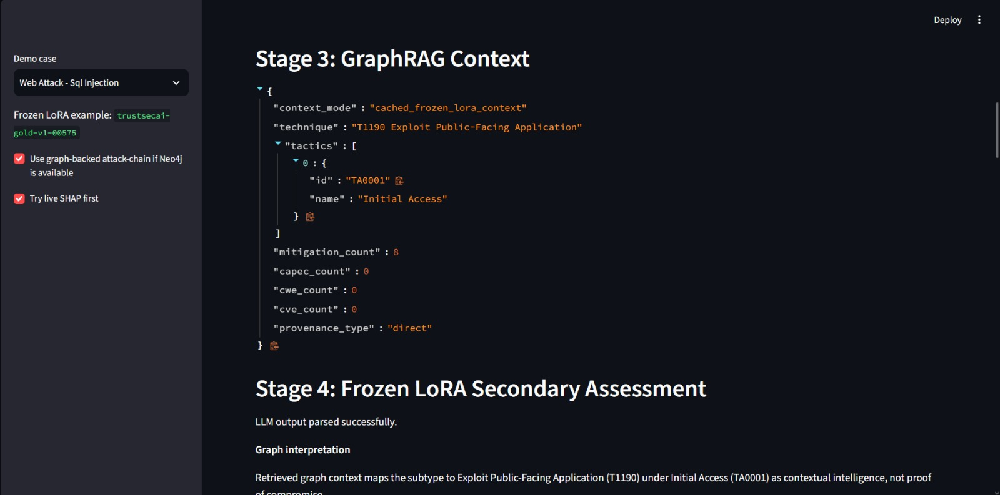 Deploy
Demo case
Web Attack - Sql Injection
Frozen LoRA example: trustsecai-
gold-v1-00575
Use graph-backed attack-chain if Neo4j
is available
Try live SHAP first
Stage 3: GraphRAG Context
{
"context_mode" : "cached_frozen_lora_context"
"technique" : "T1190 Exploit Public-Facing Application"
"tactics" : [
0 : {
"id" : "TA0001"
"name" : "Initial Access"
}
]
"mitigation_count" : 8
"capec_count" : 0
"cwe_count" : 0
"cve_count" : 0
"provenance_type" : "direct"
}
Stage 4: Frozen LoRA Secondary Assessment
LLM output parsed successfully.
Graph interpretation
Retrieved graph context maps the subtype to Exploit Public-Facing Application (T1190) under Initial Access (TA0001) as contextual intelligence, not proof
of compromise